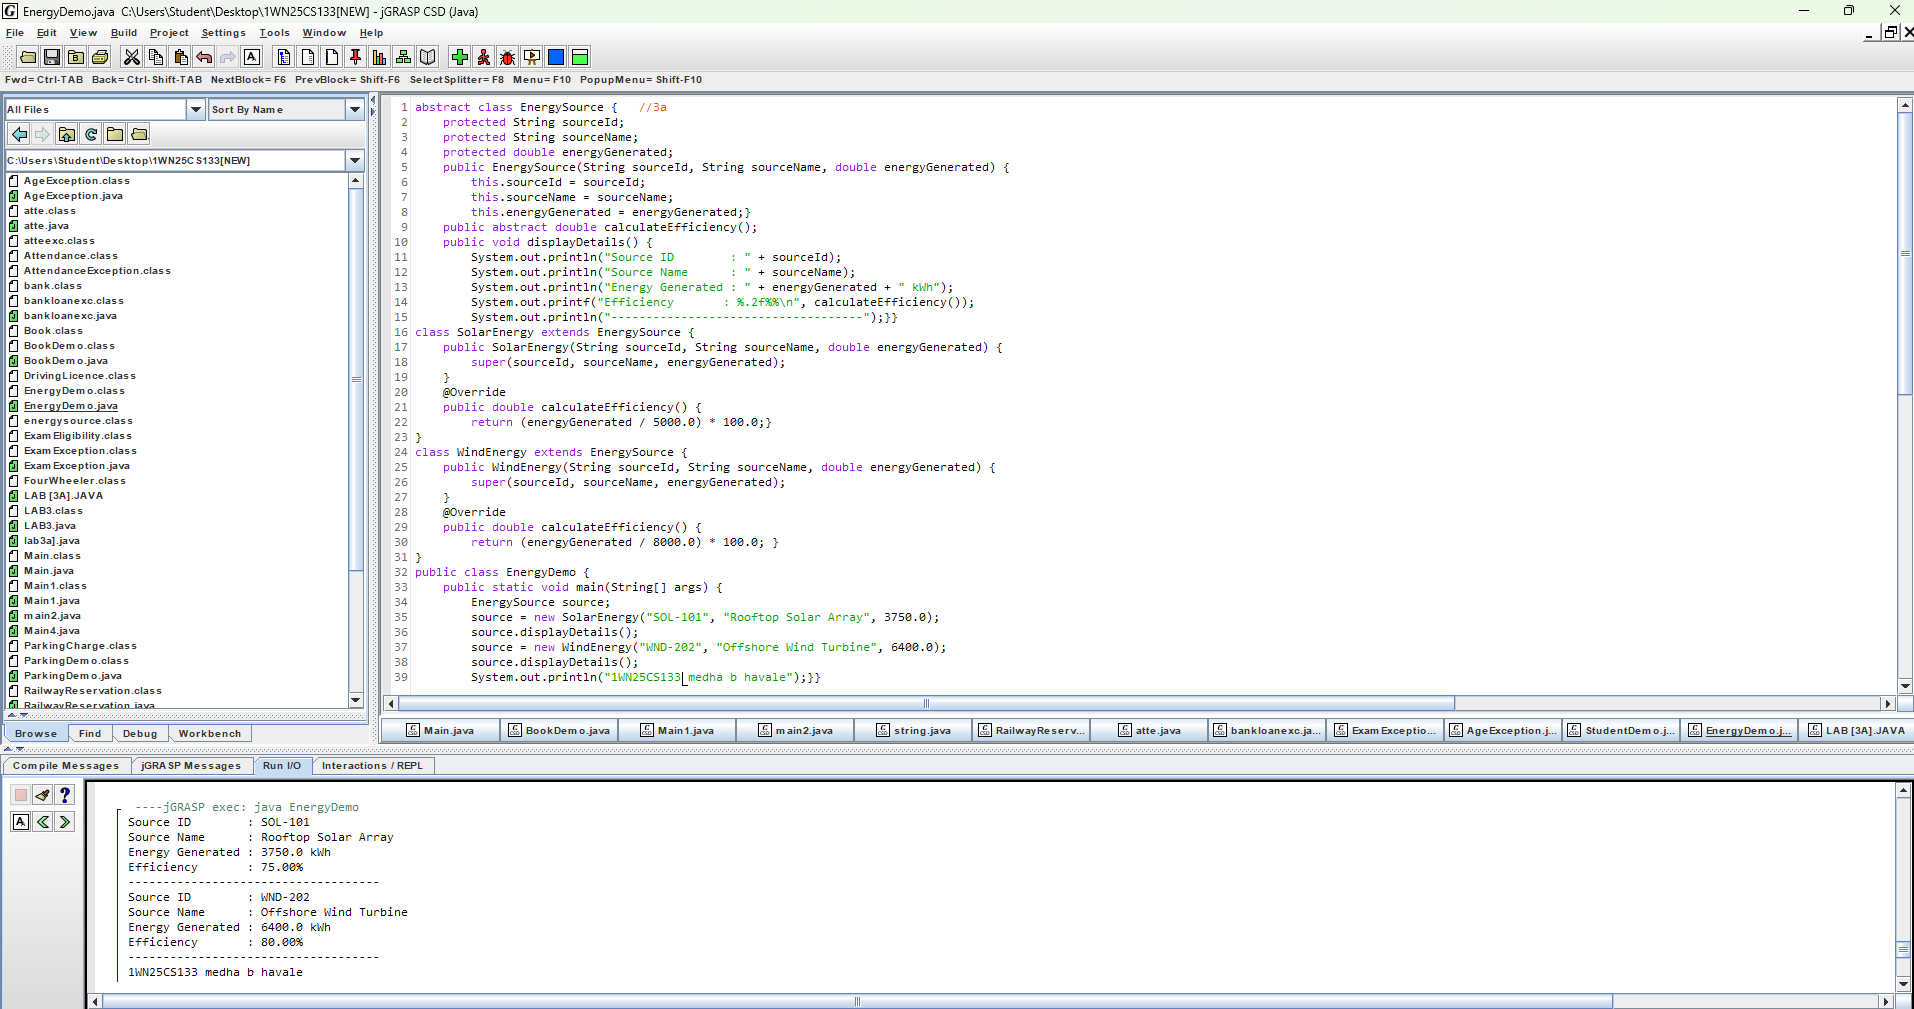 EnergyDemo.java  C:\Users\Student\Desktop\1WN25CS133[NEW] - jGRASP CSD (Java)
File Edit View Build Project Settings Tools Window Help
Fwd=Ctrl-TAB Back=Ctrl-Shift-TAB NextBlock=F6 PrevBlock=Shift-F6 SelectSplitter=F8 Menu=F10 PopupMenu=Shift-F10
All Files
Sort By Name
C:\Users\Student\Desktop\1WN25CS133[NEW]
AgeException.class
AgeException.java
atte.class
atte.java
atteexc.class
Attendance.class
AttendanceException.class
bank.class
bankloanexc.class
bankloanexc.java
Book.class
BookDemo.class
BookDemo.java
DrivingLicence.class
EnergyDemo.class
EnergyDemo.java
energysource.class
ExamEligibility.class
ExamException.class
ExamException.java
FourWheeler.class
LAB [3A].JAVA
LAB3.class
LAB3.java
lab3a].java
Main.class
Main.java
Main1.class
Main1.java
main2.java
Main4.java
ParkingCharge.class
ParkingDemo.class
ParkingDemo.java
RailwayReservation.class
RailwayReservation.java
Browse Find Debug Workbench
1 abstract class EnergySource {   //3a
2     protected String sourceId;
3     protected String sourceName;
4     protected double energyGenerated;
5     public EnergySource(String sourceId, String sourceName, double energyGenerated) {
6         this.sourceId = sourceId;
7         this.sourceName = sourceName;
8         this.energyGenerated = energyGenerated;}
9     public abstract double calculateEfficiency();
10     public void displayDetails() {
11         System.out.println("Source ID        : " + sourceId);
12         System.out.println("Source Name      : " + sourceName);
13         System.out.println("Energy Generated : " + energyGenerated + " kWh");
14         System.out.printf("Efficiency       : %.2f%%\n", calculateEfficiency());
15         System.out.println("------------------------------------");}}
16 class SolarEnergy extends EnergySource {
17     public SolarEnergy(String sourceId, String sourceName, double energyGenerated) {
18         super(sourceId, sourceName, energyGenerated);
19     }
20     @Override
21     public double calculateEfficiency() {
22         return (energyGenerated / 5000.0) * 100.0;}
23 }
24 class WindEnergy extends EnergySource {
25     public WindEnergy(String sourceId, String sourceName, double energyGenerated) {
26         super(sourceId, sourceName, energyGenerated);
27     }
28     @Override
29     public double calculateEfficiency() {
30         return (energyGenerated / 8000.0) * 100.0; }
31 }
32 public class EnergyDemo {
33     public static void main(String[] args) {
34         EnergySource source;
35         source = new SolarEnergy("SOL-101", "Rooftop Solar Array", 3750.0);
36         source.displayDetails();
37         source = new WindEnergy("WND-202", "Offshore Wind Turbine", 6400.0);
38         source.displayDetails();
39         System.out.println("1WN25CS133 medha b havale");}}
Main.java BookDemo.java Main1.java main2.java string.java RailwayReserv... atte.java bankloanexc.ja... ExamExceptio... AgeException.j... StudentDemo.j... EnergyDemo.j... LAB [3A].JAVA
Compile Messages jGRASP Messages Run I/O Interactions / REPL
----jGRASP exec: java EnergyDemo
Source ID        : SOL-101
Source Name      : Rooftop Solar Array
Energy Generated : 3750.0 kWh
Efficiency       : 75.00%
------------------------------------
Source ID        : WND-202
Source Name      : Offshore Wind Turbine
Energy Generated : 6400.0 kWh
Efficiency       : 80.00%
------------------------------------
1WN25CS133 medha b havale